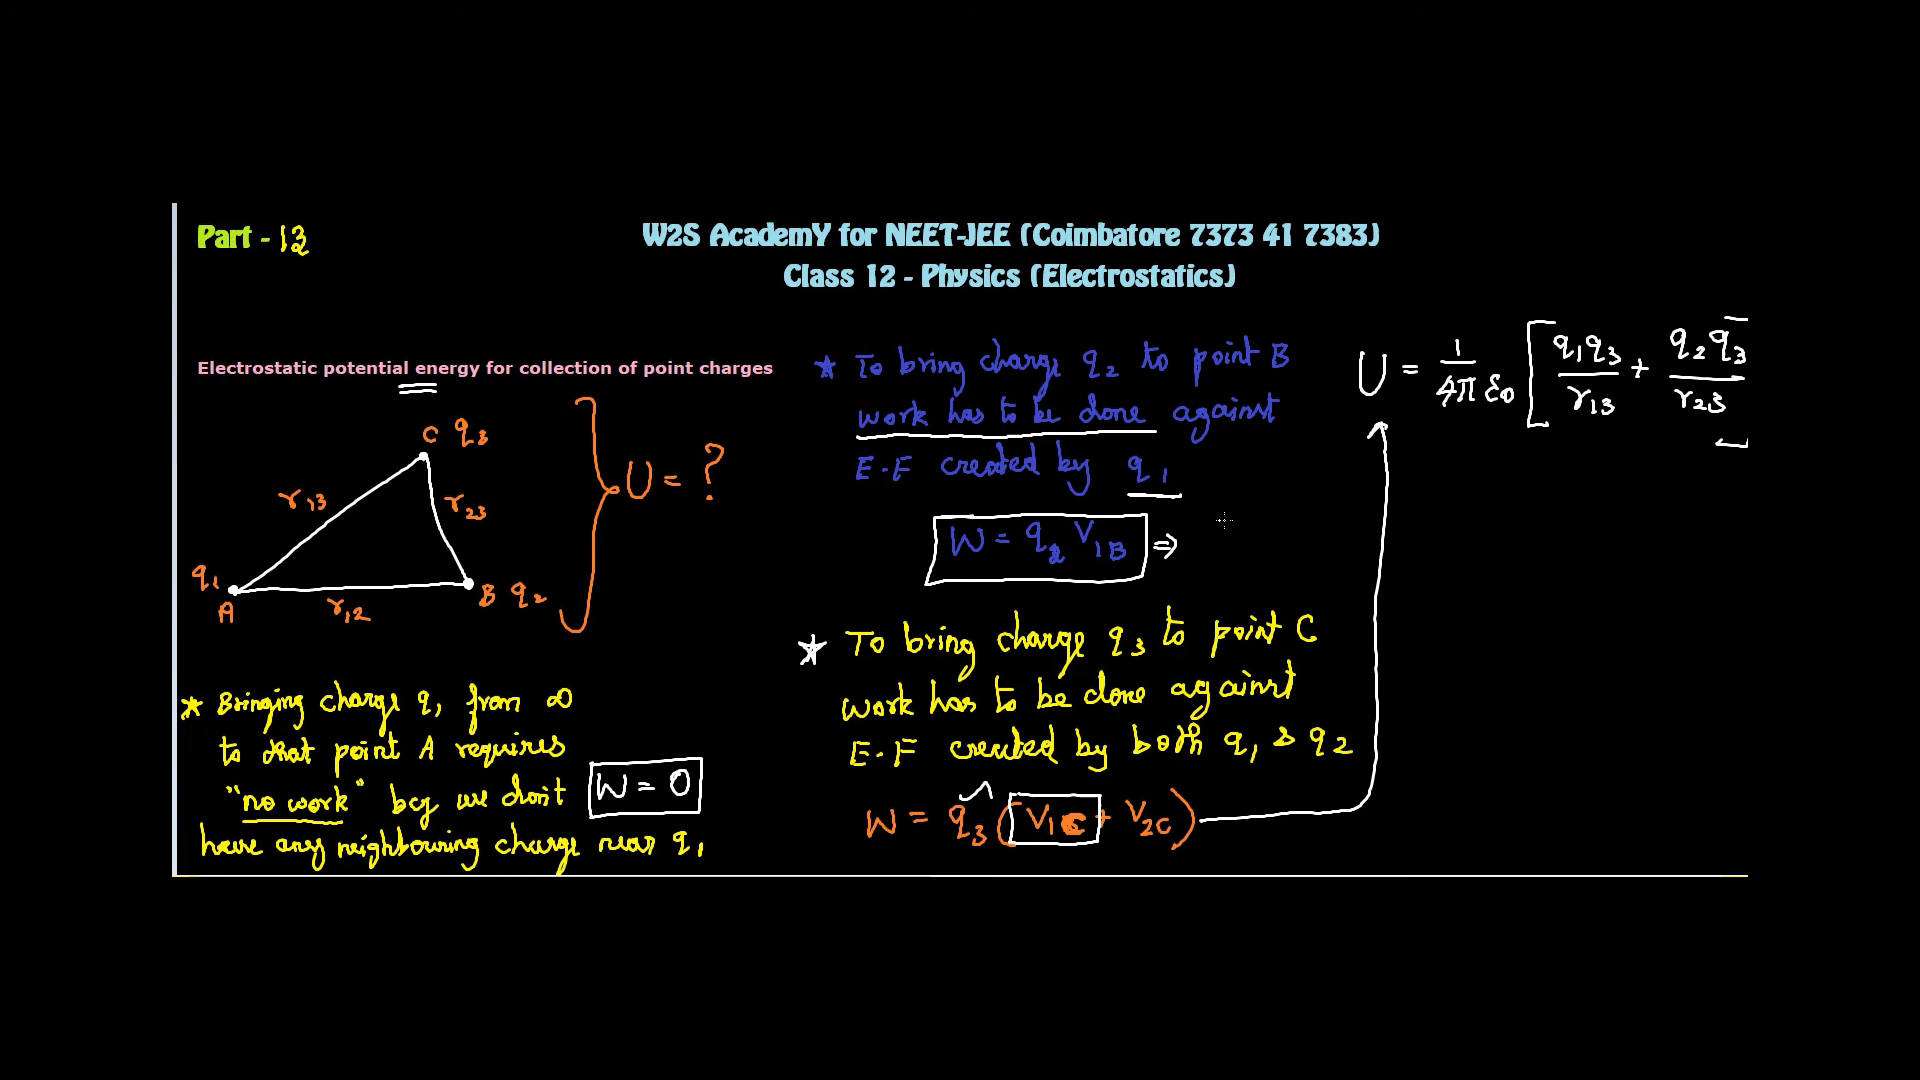 Part - 13
W2S AcademY for NEET-JEE (Coimbatore 7373 41 7383)
Class 12 - Physics (Electrostatics)
Electrostatic potential energy for collection of point charges
C q₃
r₁₃
r₂₃
q₁
A
r₁₂
B q₂
U = ?
* Bringing charge q₁ from ∞
to that point A requires
"no work" bcz we don't
have any neighbouring charge near q₁
W = 0
* To bring charge q₂ to point B
work has to be done against
E.F created by q₁
W = q₂ V₁B ⇒
* To bring charge q₃ to point C
work has to be done against
E.F created by both q₁ & q₂
W = q₃ (V₁C + V₂C)
U = 1/4πε₀ [q₁q₃/r₁₃ + q₂q₃/r₂₃]